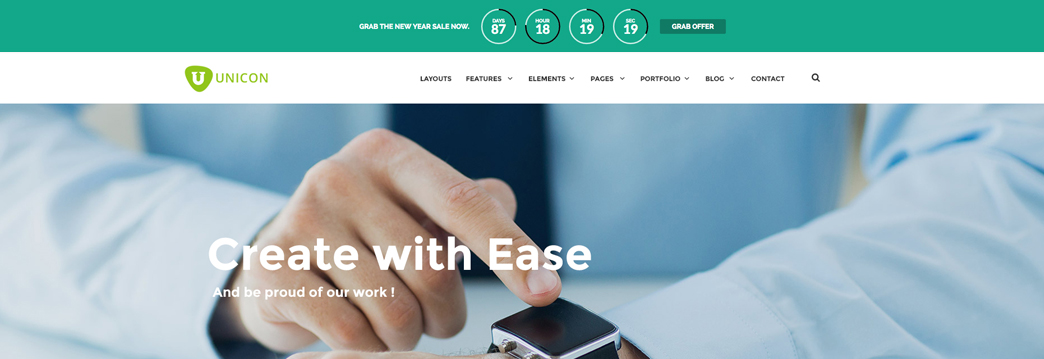 GRAB THE NEW YEAR SALE NOW.
DAYS
87
HOUR
18
MIN
19
SEC
19
GRAB OFFER
UNICON
LAYOUTS
FEATURES
ELEMENTS
PAGES
PORTFOLIO
BLOG
CONTACT
Create with Ease
And be proud of our work !